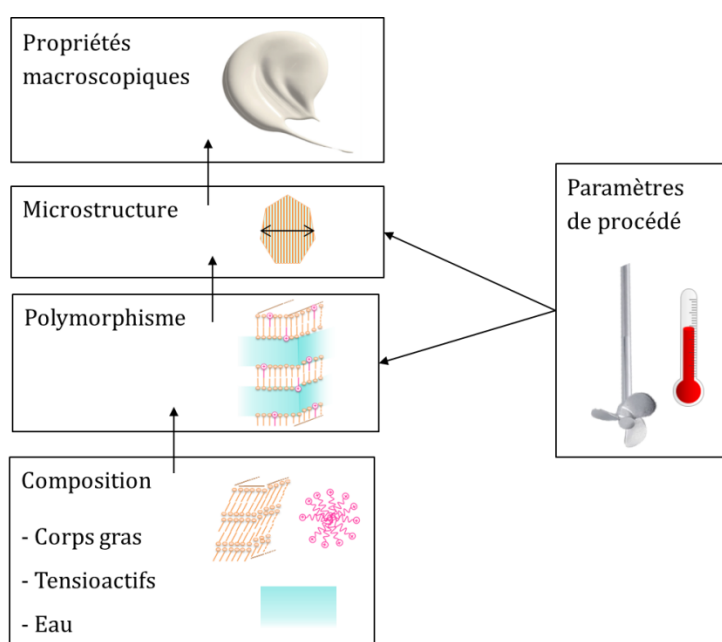 Propriétés
macroscopiques
Microstructure
Polymorphisme
Composition
- Corps gras
- Tensioactifs
- Eau
Paramètres
de procédé